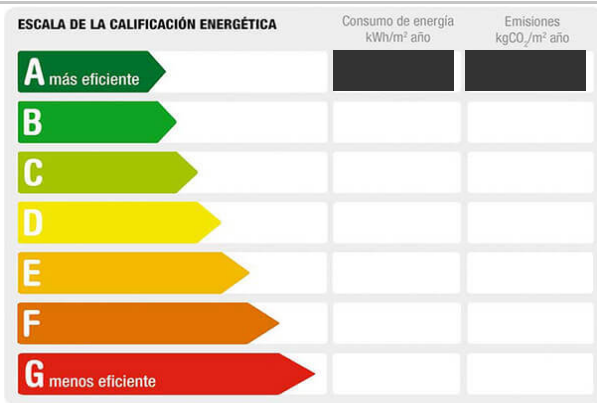 ESCALA DE LA CALIFICACIÓN ENERGÉTICA
Consumo de energía
kWh/m² año
Emisiones
kgCO₂/m² año
A más eficiente
B
C
D
E
F
G menos eficiente